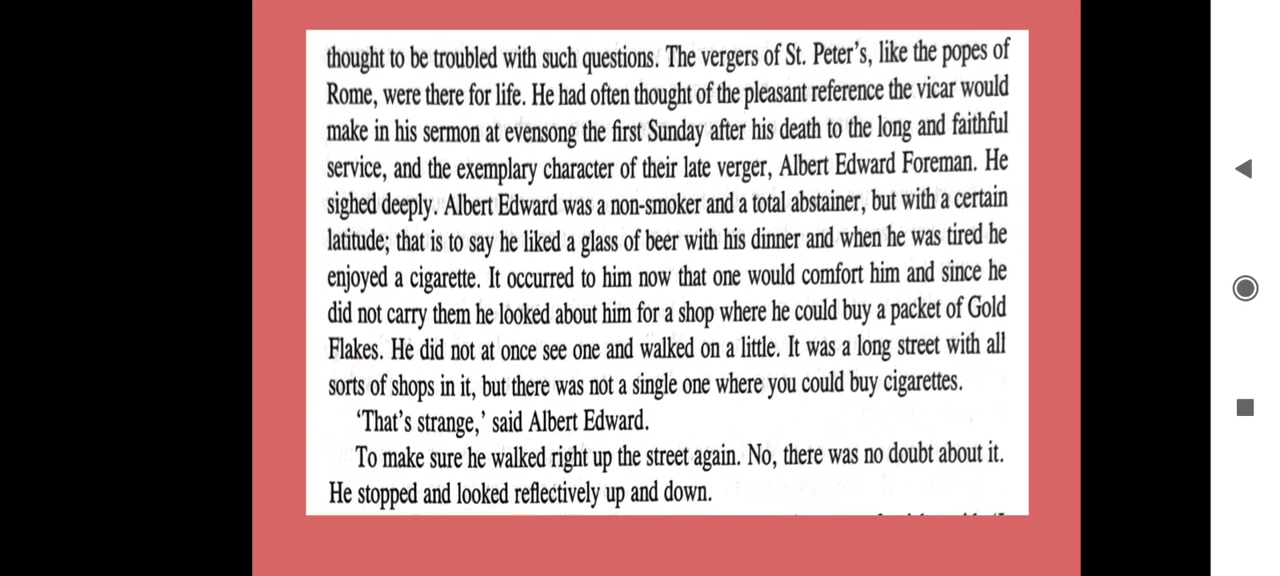 thought to be troubled with such questions. The vergers of St. Peter's, like the popes of
Rome, were there for life. He had often thought of the pleasant reference the vicar would
make in his sermon at evensong the first Sunday after his death to the long and faithful
service, and the exemplary character of their late verger, Albert Edward Foreman. He
sighed deeply. Albert Edward was a non-smoker and a total abstainer, but with a certain
latitude; that is to say he liked a glass of beer with his dinner and when he was tired he
enjoyed a cigarette. It occurred to him now that one would comfort him and since he
did not carry them he looked about him for a shop where he could buy a packet of Gold
Flakes. He did not at once see one and walked on a little. It was a long street with all
sorts of shops in it, but there was not a single one where you could buy cigarettes.
'That's strange,' said Albert Edward.
To make sure he walked right up the street again. No, there was no doubt about it.
He stopped and looked reflectively up and down.